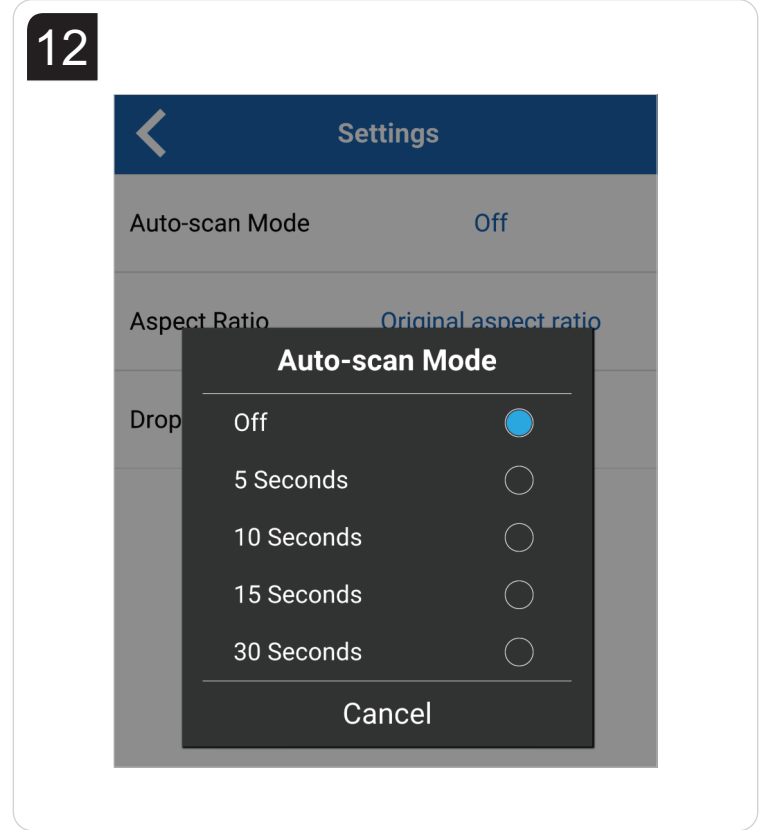 12
Settings
Auto-scan Mode Off
Aspect Ratio Original aspect ratio
Drop
Auto-scan Mode
Off
5 Seconds
10 Seconds
15 Seconds
30 Seconds
Cancel